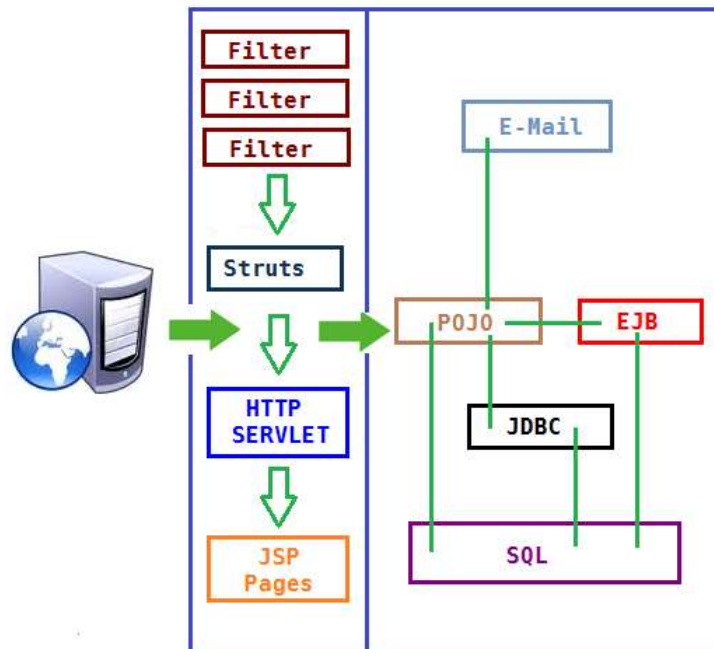 Filter
Filter
Filter
Struts
HTTP
SERVLET
JSP
Pages
E-Mail
POJO
EJB
JDBC
SQL